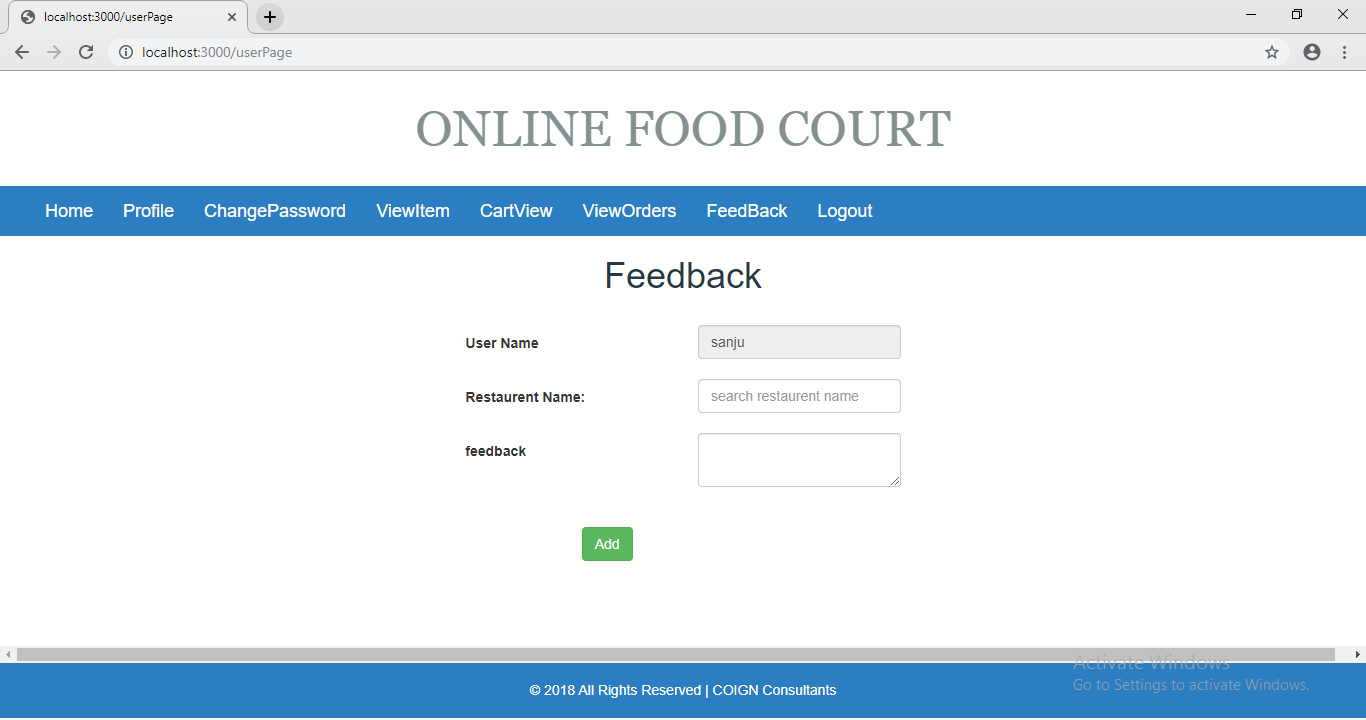 localhost:3000/userPage
localhost:3000/userPage
ONLINE FOOD COURT
Home Profile ChangePassword ViewItem CartView ViewOrders FeedBack Logout
Feedback
User Name sanju
Restaurent Name: search restaurent name
feedback
Add
Activate Windows
Go to Settings to activate Windows.
© 2018 All Rights Reserved | COIGN Consultants